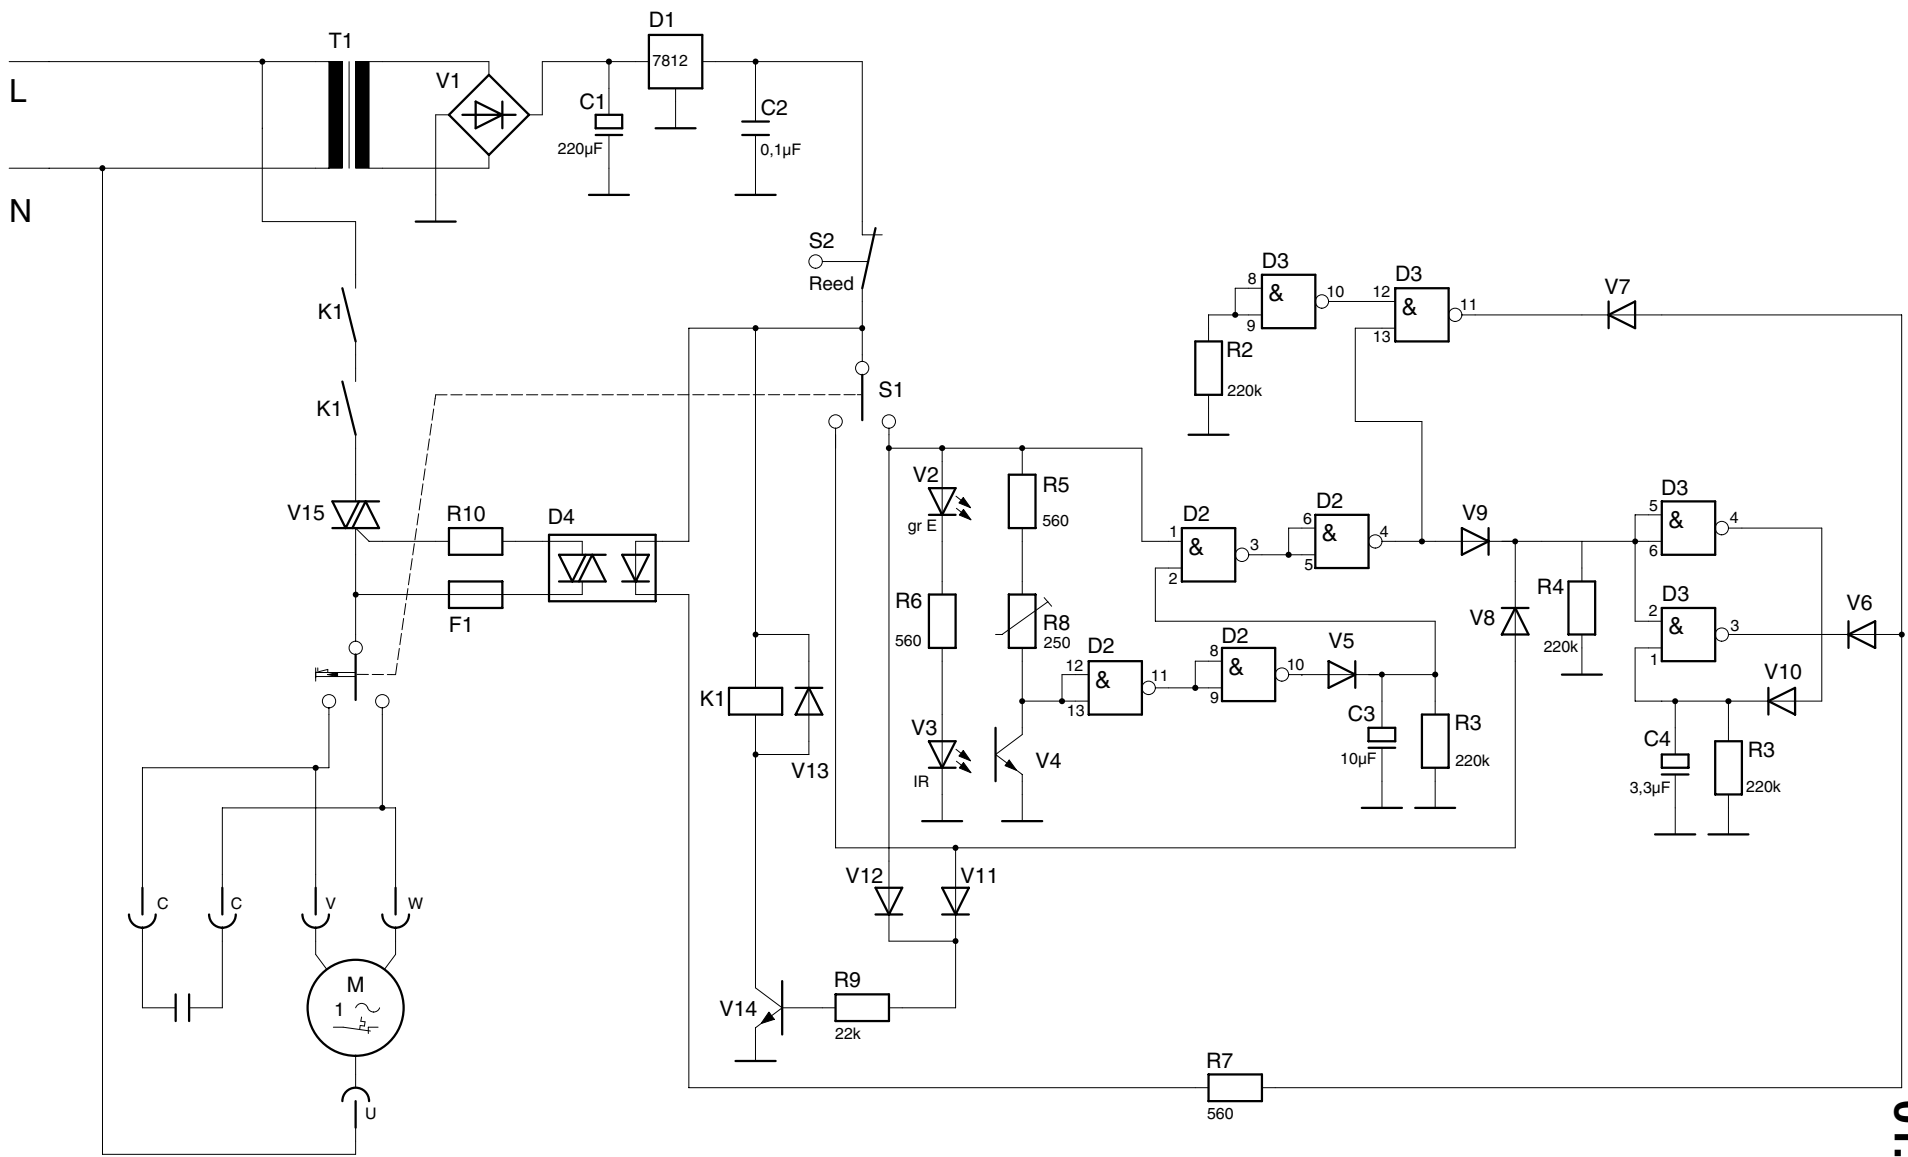 D1
T1
7812
V1
L
C1
C2
220µF
0,1µF
N
S2
Reed
D3
D3
V7
8
&
10
12
&
11
9
13
K1
R2
220k
S1
K1
V2
R5
D3
gr E
560
D2
D2
V9
5
&
4
6
V15
R10
D4
1
&
3
2
6
&
4
5
R6
R8
R4
D3
560
250
D2
D2
V8
220k
2
&
3
1
V6
F1
12
&
11
13
8
&
10
9
V5
V10
K1
V3
C3
R3
C4
R3
V13
V4
10µF
220k
3,3µF
220k
IR
V12
V11
C
C
V
W
M
1
R9
V14
22k
R7
560
U